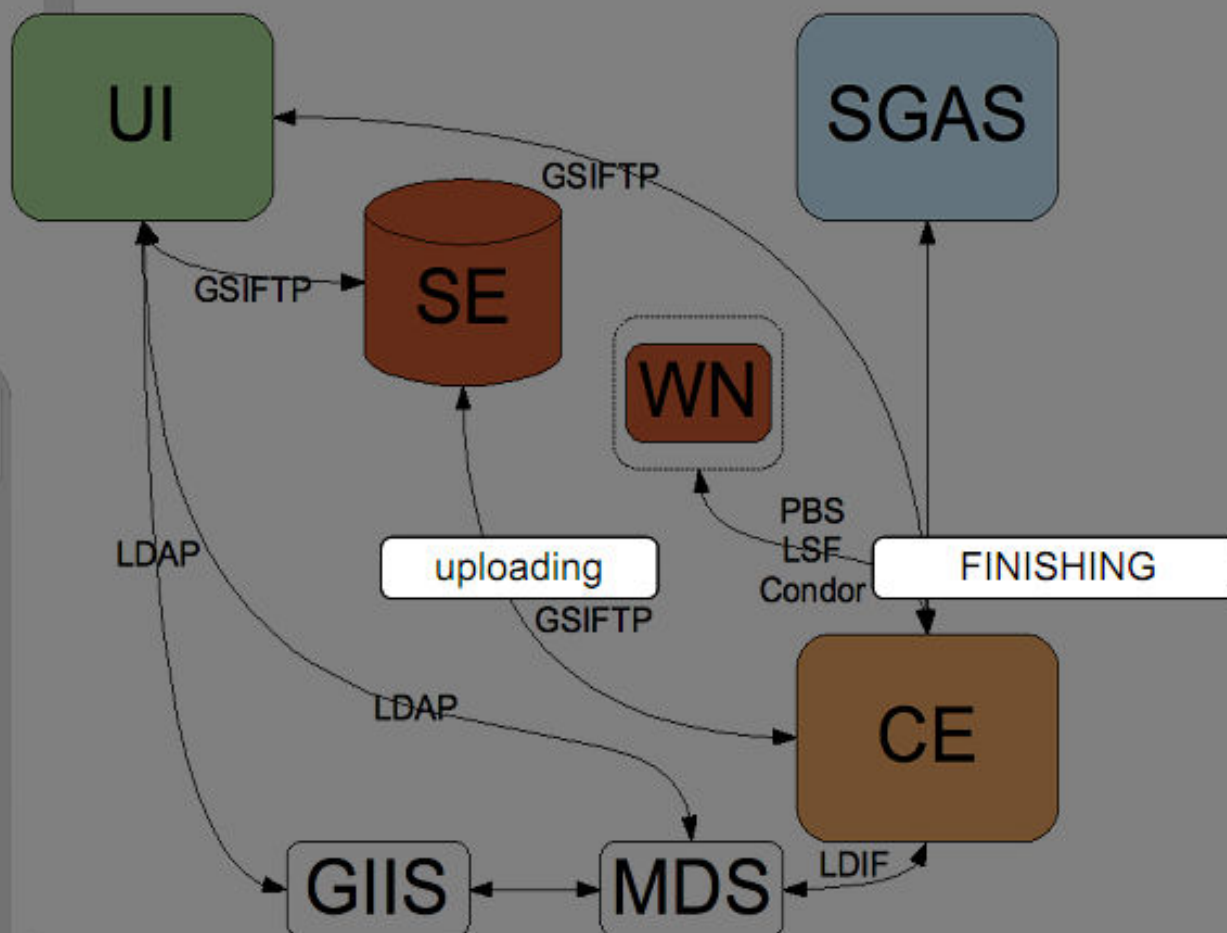 UI
SGAS
GSIFTP
GSIFTP
SE
WN
PBS
LSF
Condor
LDAP
uploading
FINISHING
GSIFTP
LDAP
CE
GIIS
MDS
LDIF